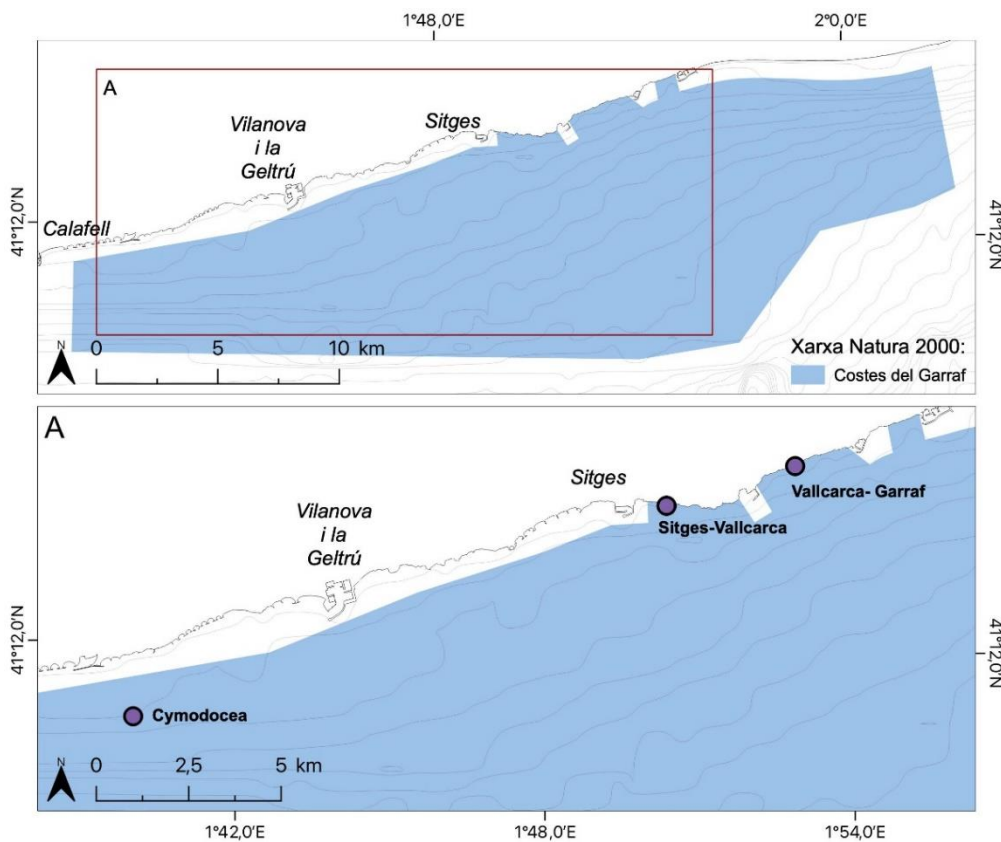 1°48,0'E 2°0,0'E
A
Vilanova
i la
Geltrú
Sitges
Calafell
41°12,0'N
41°12,0'N
N
0 5 10 km
Xarxa Natura 2000:
Costes del Garraf
A
Sitges
Vallcarca- Garraf
Sitges-Vallcarca
Vilanova
i la
Geltrú
41°12,0'N
41°12,0'N
Cymodocea
N
0 2,5 5 km
1°42,0'E 1°48,0'E 1°54,0'E